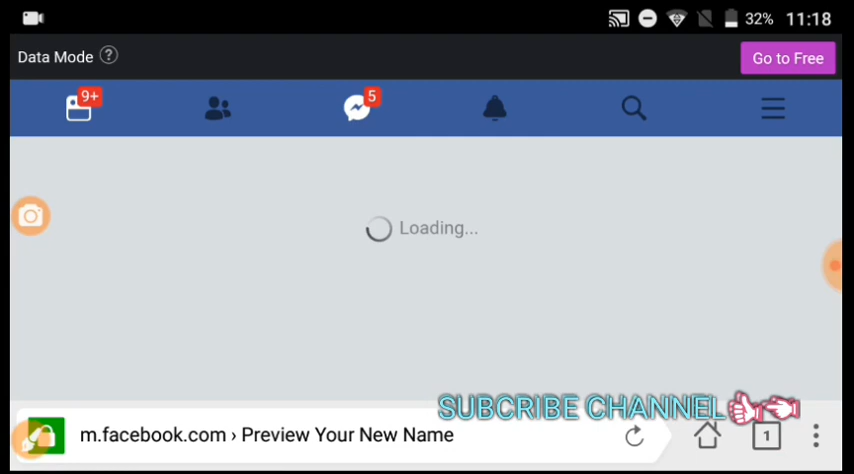 32% 11:18
Data Mode ?
Go to Free
9+
5
Loading...
SUBCRIBE CHANNEL
m.facebook.com › Preview Your New Name
1